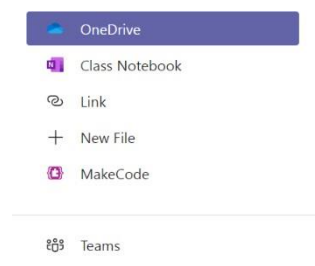 OneDrive
Class Notebook
Link
New File
MakeCode
Teams